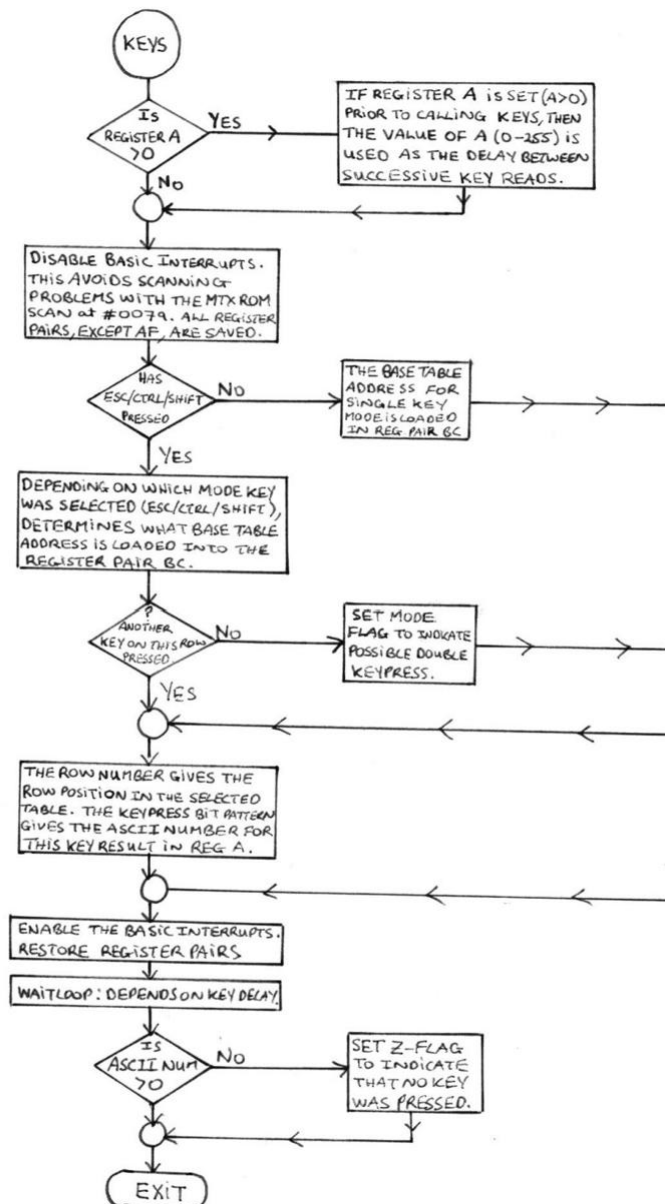 KEYS
IS
REGISTER A
>0
YES
NO
IF REGISTER A IS SET (A>0)
PRIOR TO CALLING KEYS, THEN
THE VALUE OF A (0-255) IS
USED AS THE DELAY BETWEEN
SUCCESSIVE KEY READS.
DISABLE BASIC INTERRUPTS.
THIS AVOIDS SCANNING
PROBLEMS WITH THE MTX ROM
SCAN at #0079. ALL REGISTER
PAIRS, EXCEPT AF, ARE SAVED.
HAS
ESC/CTRL/SHIFT
PRESSED
NO
YES
THE BASE TABLE
ADDRESS FOR
SINGLE KEY
MODE IS LOADED
IN REG PAIR BC
DEPENDING ON WHICH MODE KEY
WAS SELECTED (ESC/CTRL/SHIFT),
DETERMINES WHAT BASE TABLE
ADDRESS IS LOADED INTO THE
REGISTER PAIR BC.
?
ANOTHER
KEY ON THIS ROW
PRESSED
NO
YES
SET MODE
FLAG TO INDICATE
POSSIBLE DOUBLE
KEYPRESS.
THE ROW NUMBER GIVES THE
ROW POSITION IN THE SELECTED
TABLE. THE KEYPRESS BIT PATTERN
GIVES THE ASCII NUMBER FOR
THIS KEY RESULT IN REG A.
ENABLE THE BASIC INTERRUPTS.
RESTORE REGISTER PAIRS
WAITLOOP: DEPENDS ON KEY DELAY.
IS
ASCII NUM
>0
NO
SET Z-FLAG
TO INDICATE
THAT NO KEY
WAS PRESSED.
EXIT